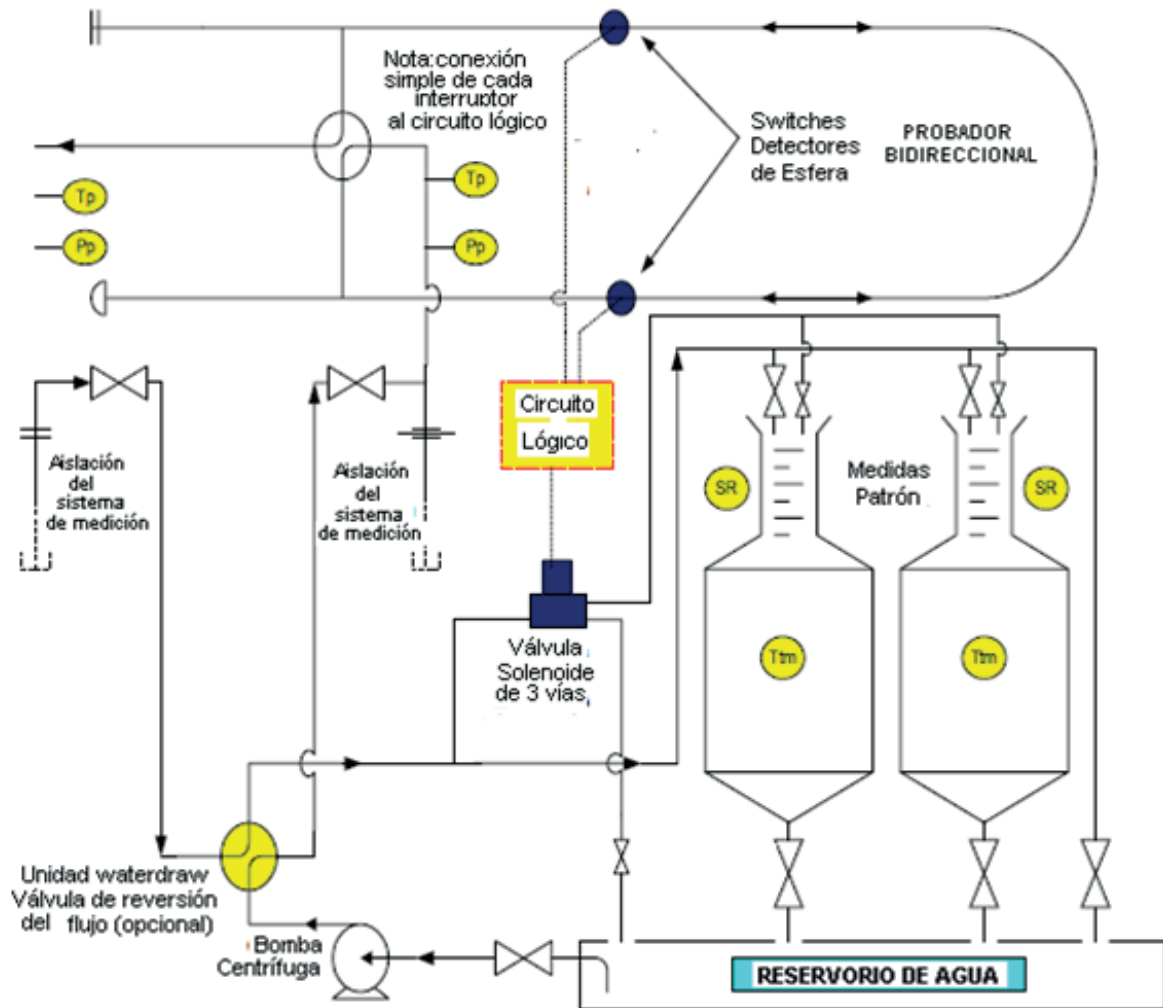 Nota:conexión
simple de cada
interruptor
al circuito lógico
Switches
Detectores
de Esfera
PROBADOR
BIDIRECCIONAL
Tp
Pp
Tp
Pp
Circuito
Lógico
Aislación
del
sistema
de medición
Aislación
del
sistema
de medición
SR
Medidas
Patrón
SR
Ttm
Ttm
Válvula
Solenoide
de 3 vías
Unidad waterdraw
Válvula de reversión
del flujo (opcional)
Bomba
Centrífuga
RESERVORIO DE AGUA